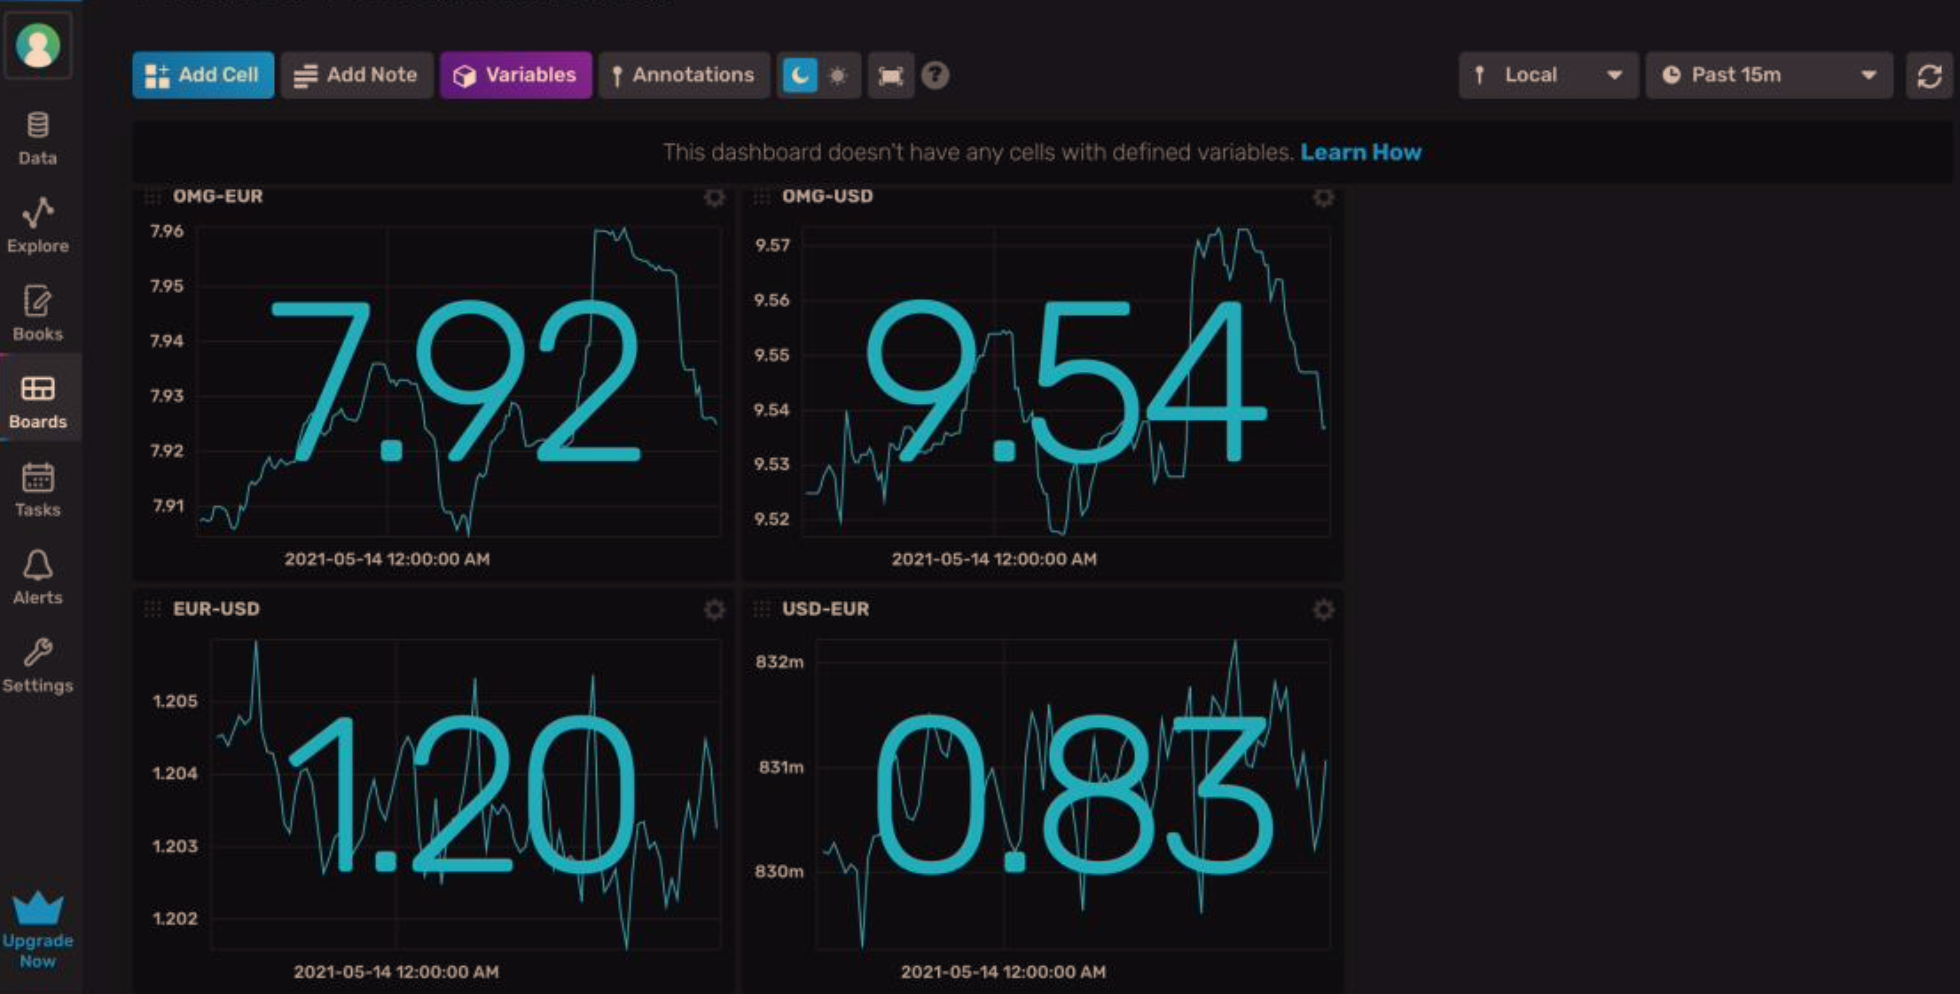 Add Cell
Add Note
Variables
Annotations
?
Local
Past 15m
Data
Explore
Books
Boards
Tasks
Alerts
Settings
Upgrade
Now
This dashboard doesn't have any cells with defined variables. Learn How
OMG-EUR
7.96
7.95
7.94
7.93
7.92
7.91
7.92
2021-05-14 12:00:00 AM
OMG-USD
9.57
9.56
9.55
9.54
9.53
9.52
9.54
2021-05-14 12:00:00 AM
EUR-USD
1.205
1.204
1.203
1.202
1.20
2021-05-14 12:00:00 AM
USD-EUR
832m
831m
830m
0.83
2021-05-14 12:00:00 AM